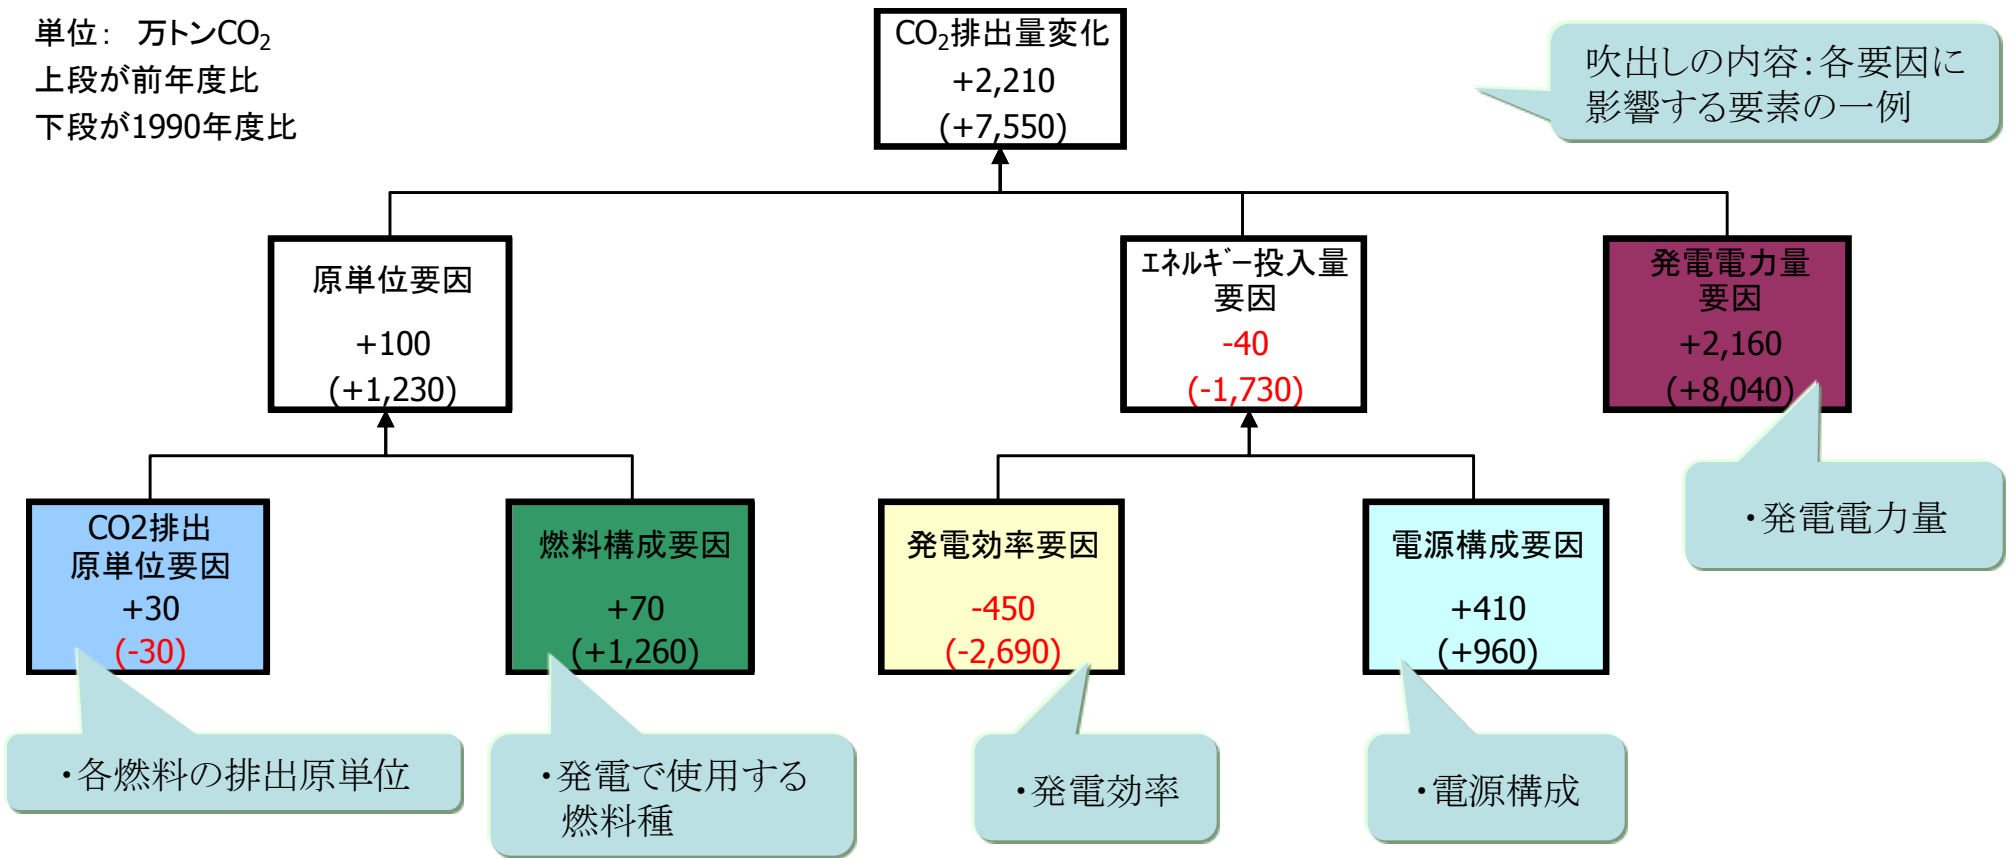 単位： 万トンCO₂
上段が前年度比
下段が1990年度比
CO₂排出量変化
+2,210
(+7,550)
吹出しの内容：各要因に
影響する要素の一例
原単位要因
+100
(+1,230)
ｴﾈﾙｷﾞｰ投入量
要因
-40
(-1,730)
発電電力量
要因
+2,160
(+8,040)
・発電電力量
CO2排出
原単位要因
+30
(-30)
燃料構成要因
+70
(+1,260)
発電効率要因
-450
(-2,690)
電源構成要因
+410
(+960)
・各燃料の排出原単位
・発電で使用する
燃料種
・発電効率
・電源構成